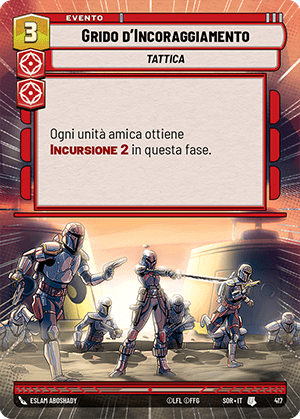 EVENTO
3
GRIDO D'INCORAGGIAMENTO
TATTICA
Ogni unità amica ottiene
INCURSIONE 2 in questa fase.
ESLAM ABOSHADY
©LFL ©FFG
SOR • IT
417